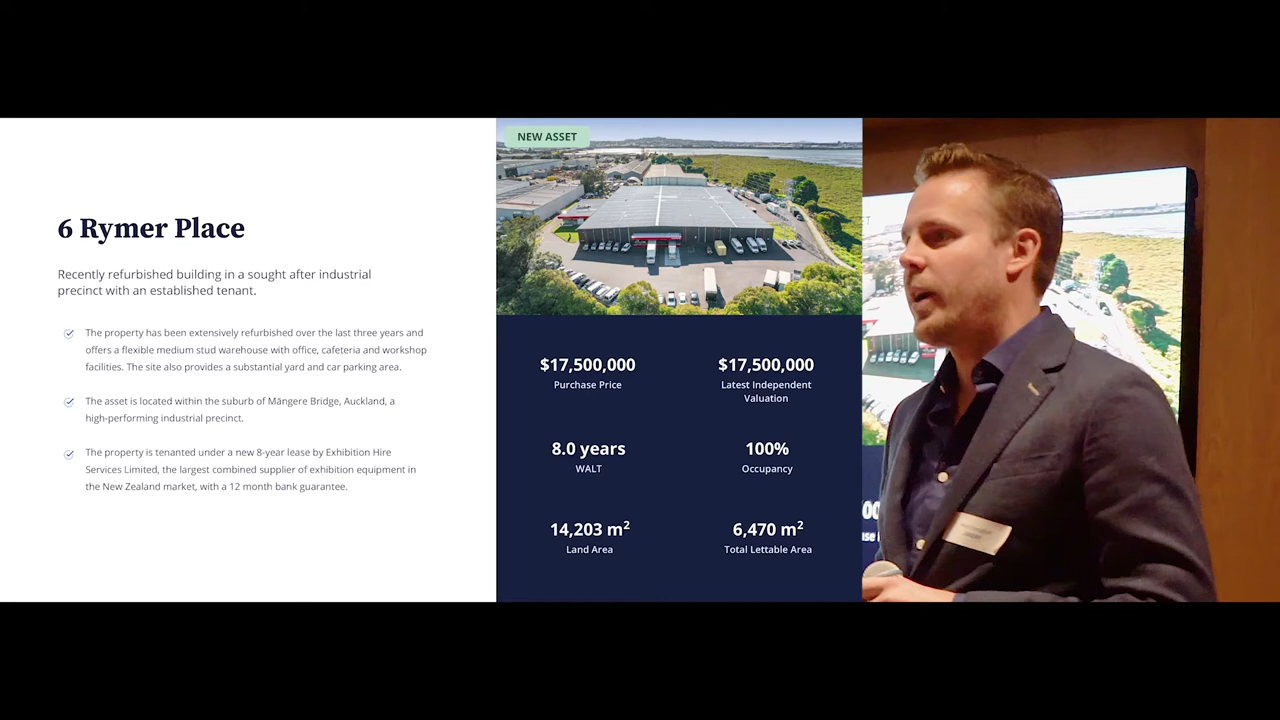 6 Rymer Place
Recently refurbished building in a sought after industrial
precinct with an established tenant.
The property has been extensively refurbished over the last three years and
offers a flexible medium stud warehouse with office, cafeteria and workshop
facilities. The site also provides a substantial yard and car parking area.
The asset is located within the suburb of Māngere Bridge, Auckland, a
high-performing industrial precinct.
The property is tenanted under a new 8-year lease by Exhibition Hire
Services Limited, the largest combined supplier of exhibition equipment in
the New Zealand market, with a 12 month bank guarantee.
NEW ASSET
$17,500,000
Purchase Price
$17,500,000
Latest Independent
Valuation
8.0 years
WALT
100%
Occupancy
14,203 m²
Land Area
6,470 m²
Total Lettable Area